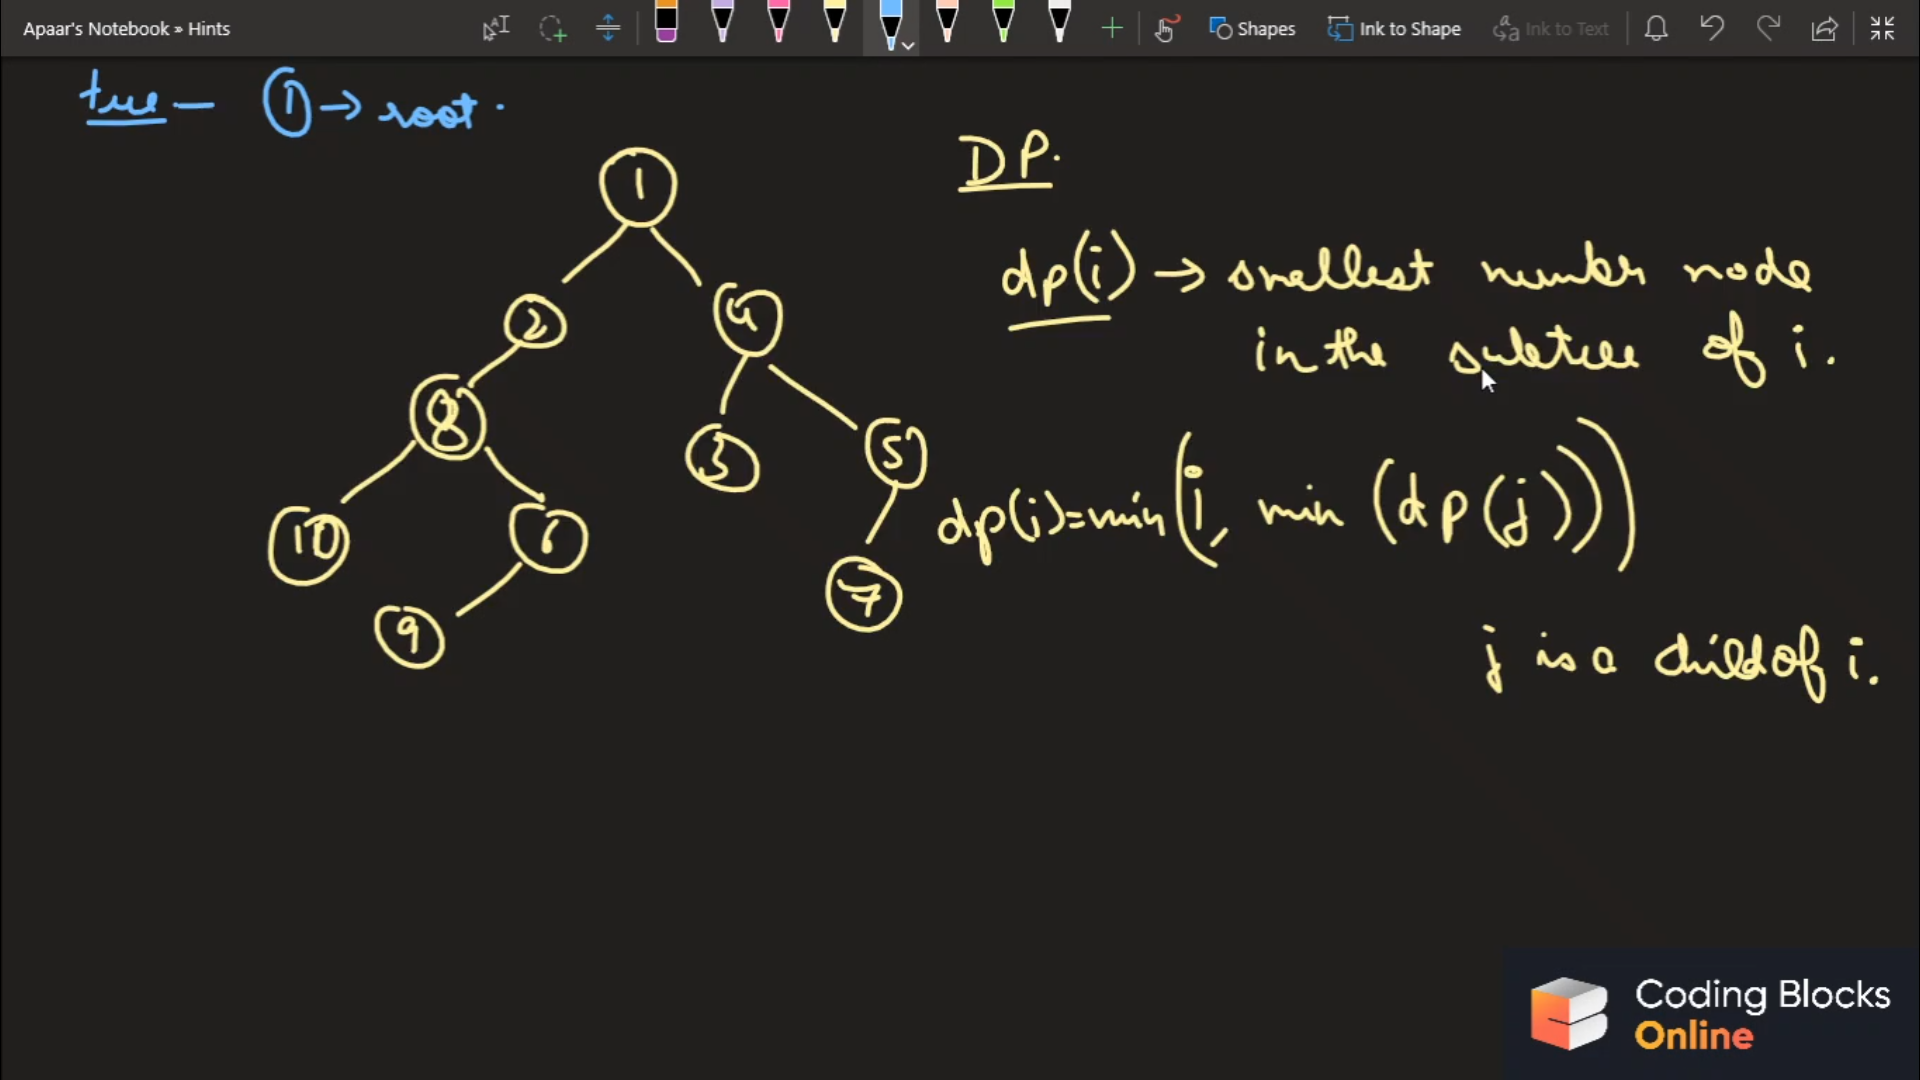 Apaar's Notebook » Hints
Shapes
Ink to Shape
Ink to Text
tree — ① → root.
1
2
4
8
3
5
10
6
7
9
DP.
dp(i) → smallest number node
in the subtree of i.
dp(i)=min(i, min(dp(j)))
j is a child of i.
Coding Blocks
Online